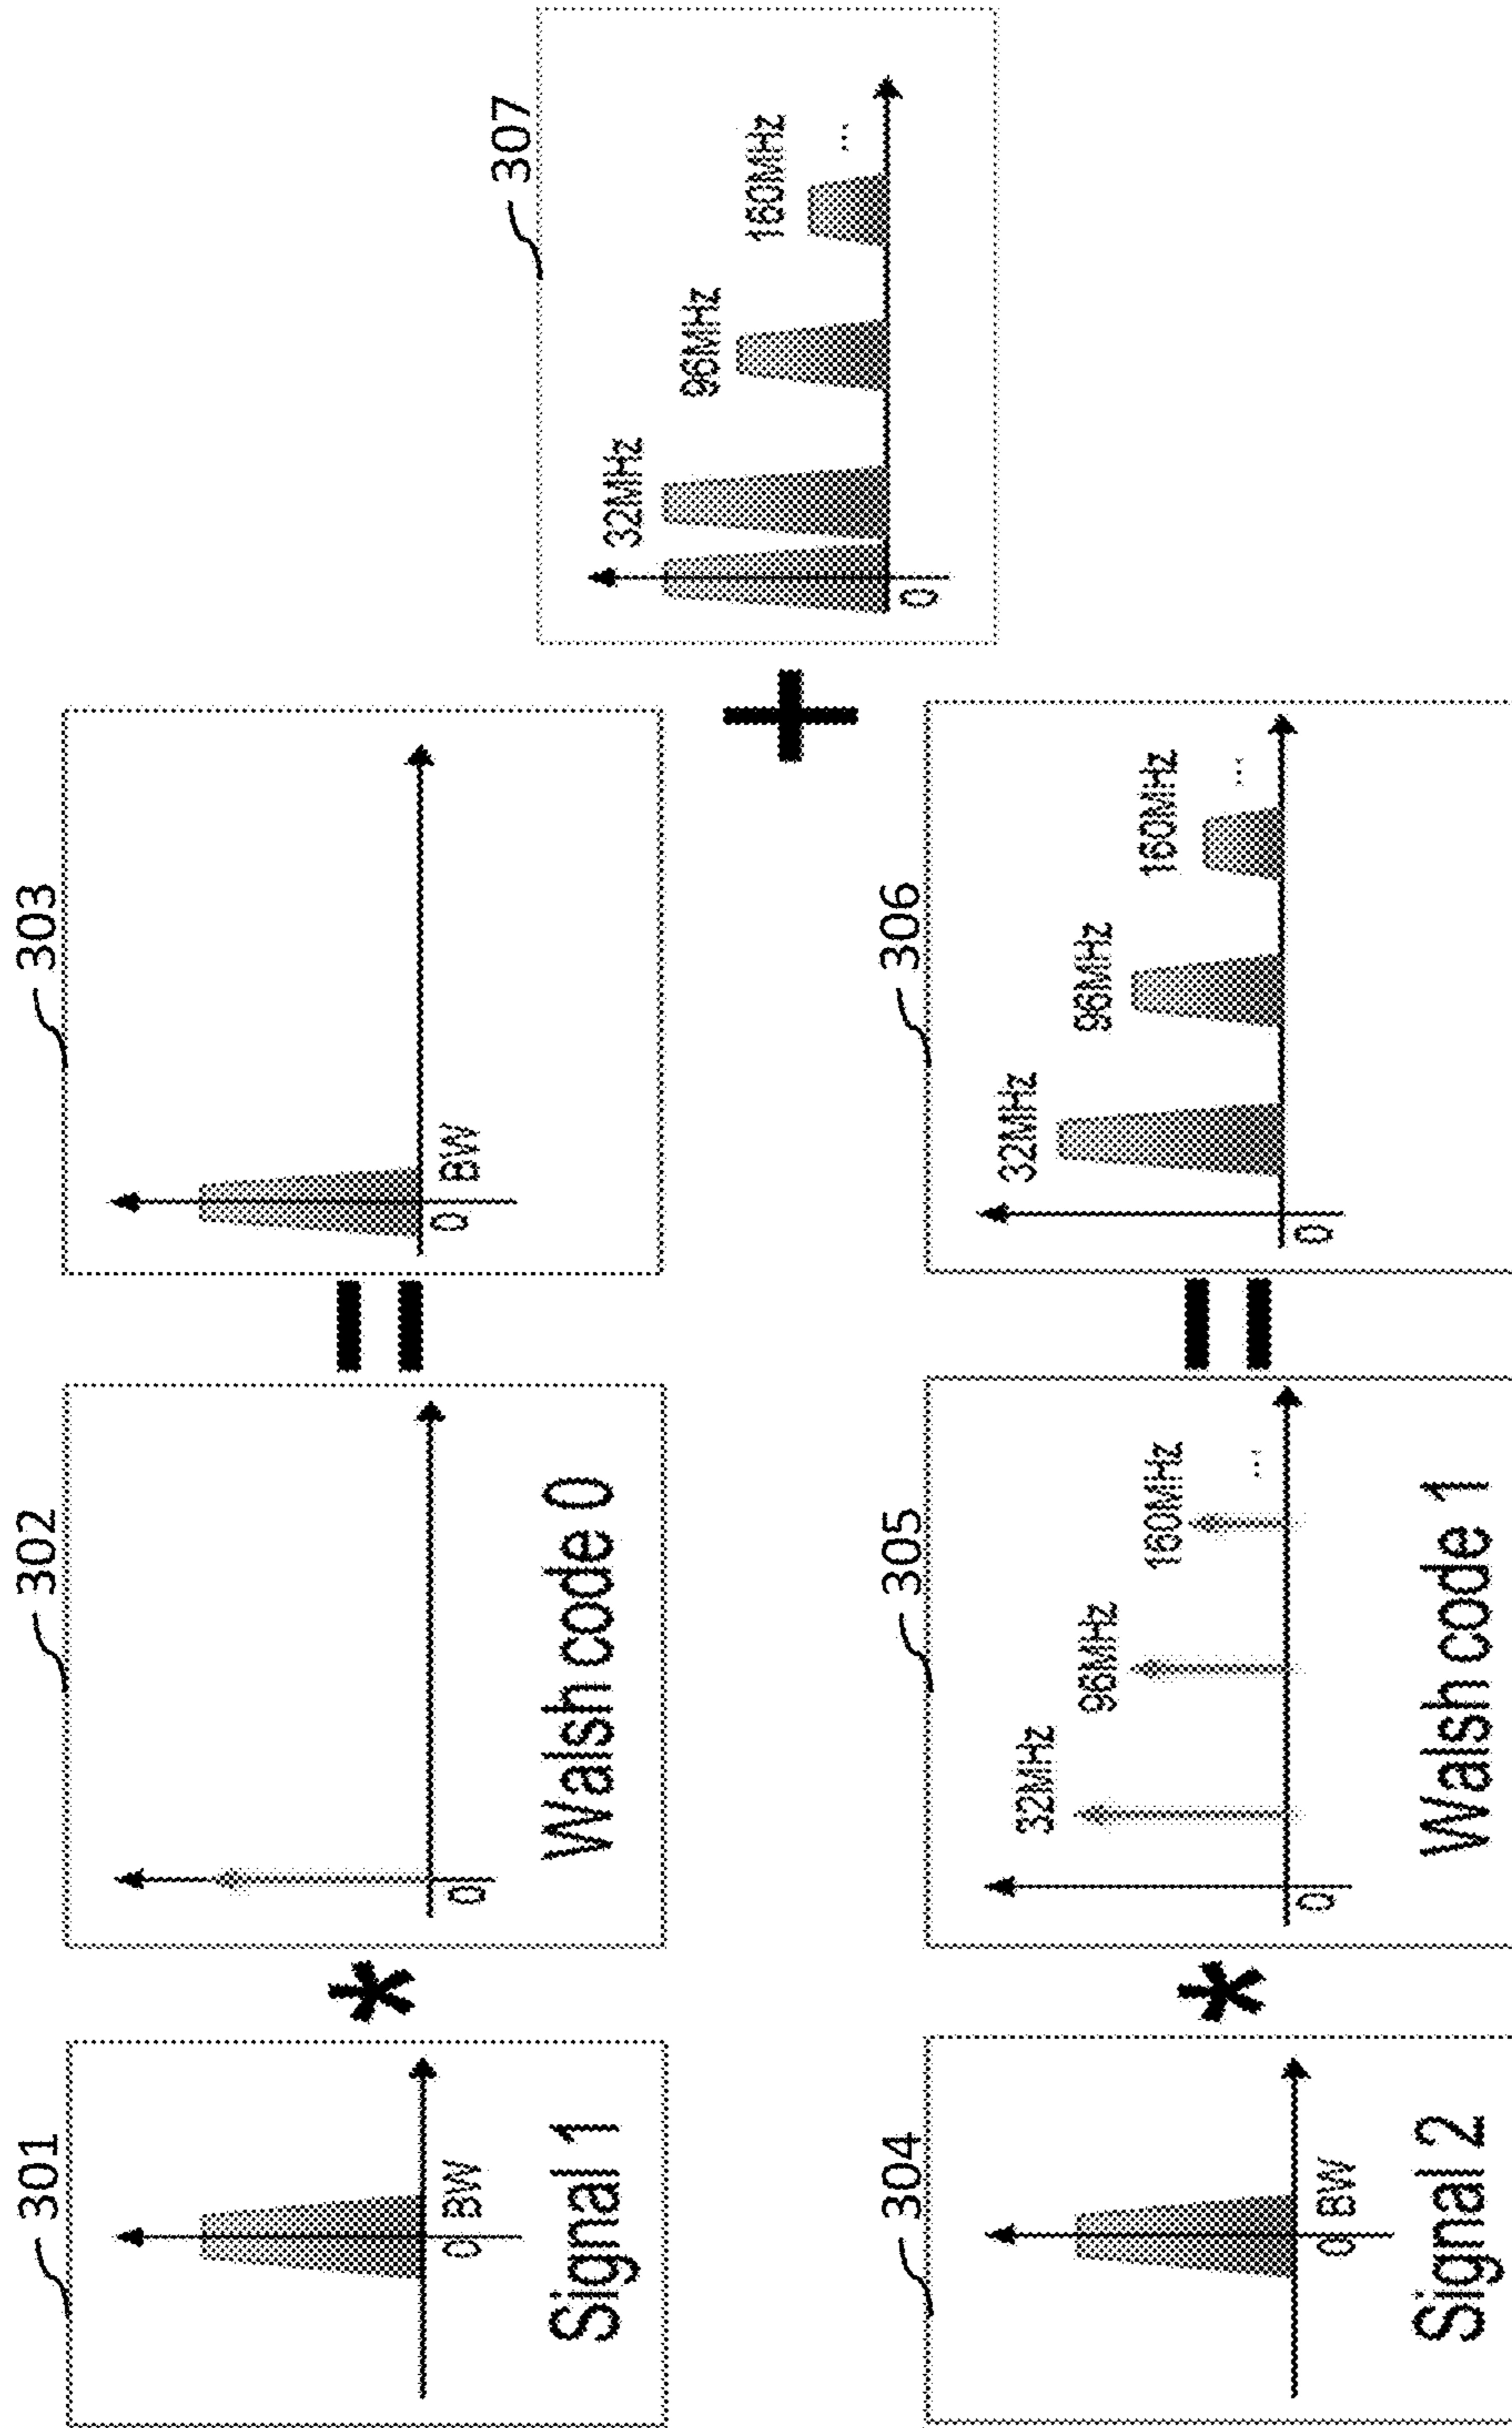 301
0 BW
Signal 1
*
302
0
Walsh code 0
=
303
0 BW
304
0 BW
Signal 2
*
305
32MHz
96MHz
160MHz
...
0
Walsh code 1
=
306
32MHz
96MHz
160MHz
...
0
+
307
32MHz
96MHz
160MHz
...
0